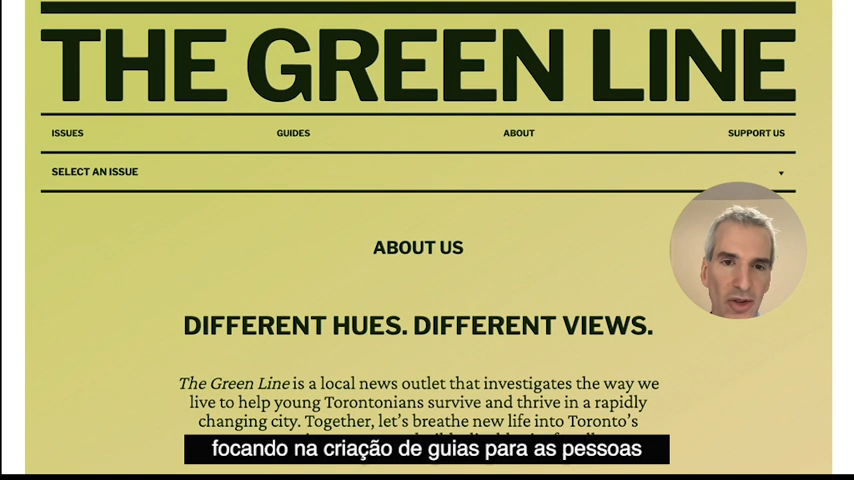 THE GREEN LINE
ISSUES GUIDES ABOUT SUPPORT US
SELECT AN ISSUE
ABOUT US
DIFFERENT HUES. DIFFERENT VIEWS.
The Green Line is a local news outlet that investigates the way we
live to help young Torontonians survive and thrive in a rapidly
changing city. Together, let's breathe new life into Toronto's
focando na criação de guias para as pessoas